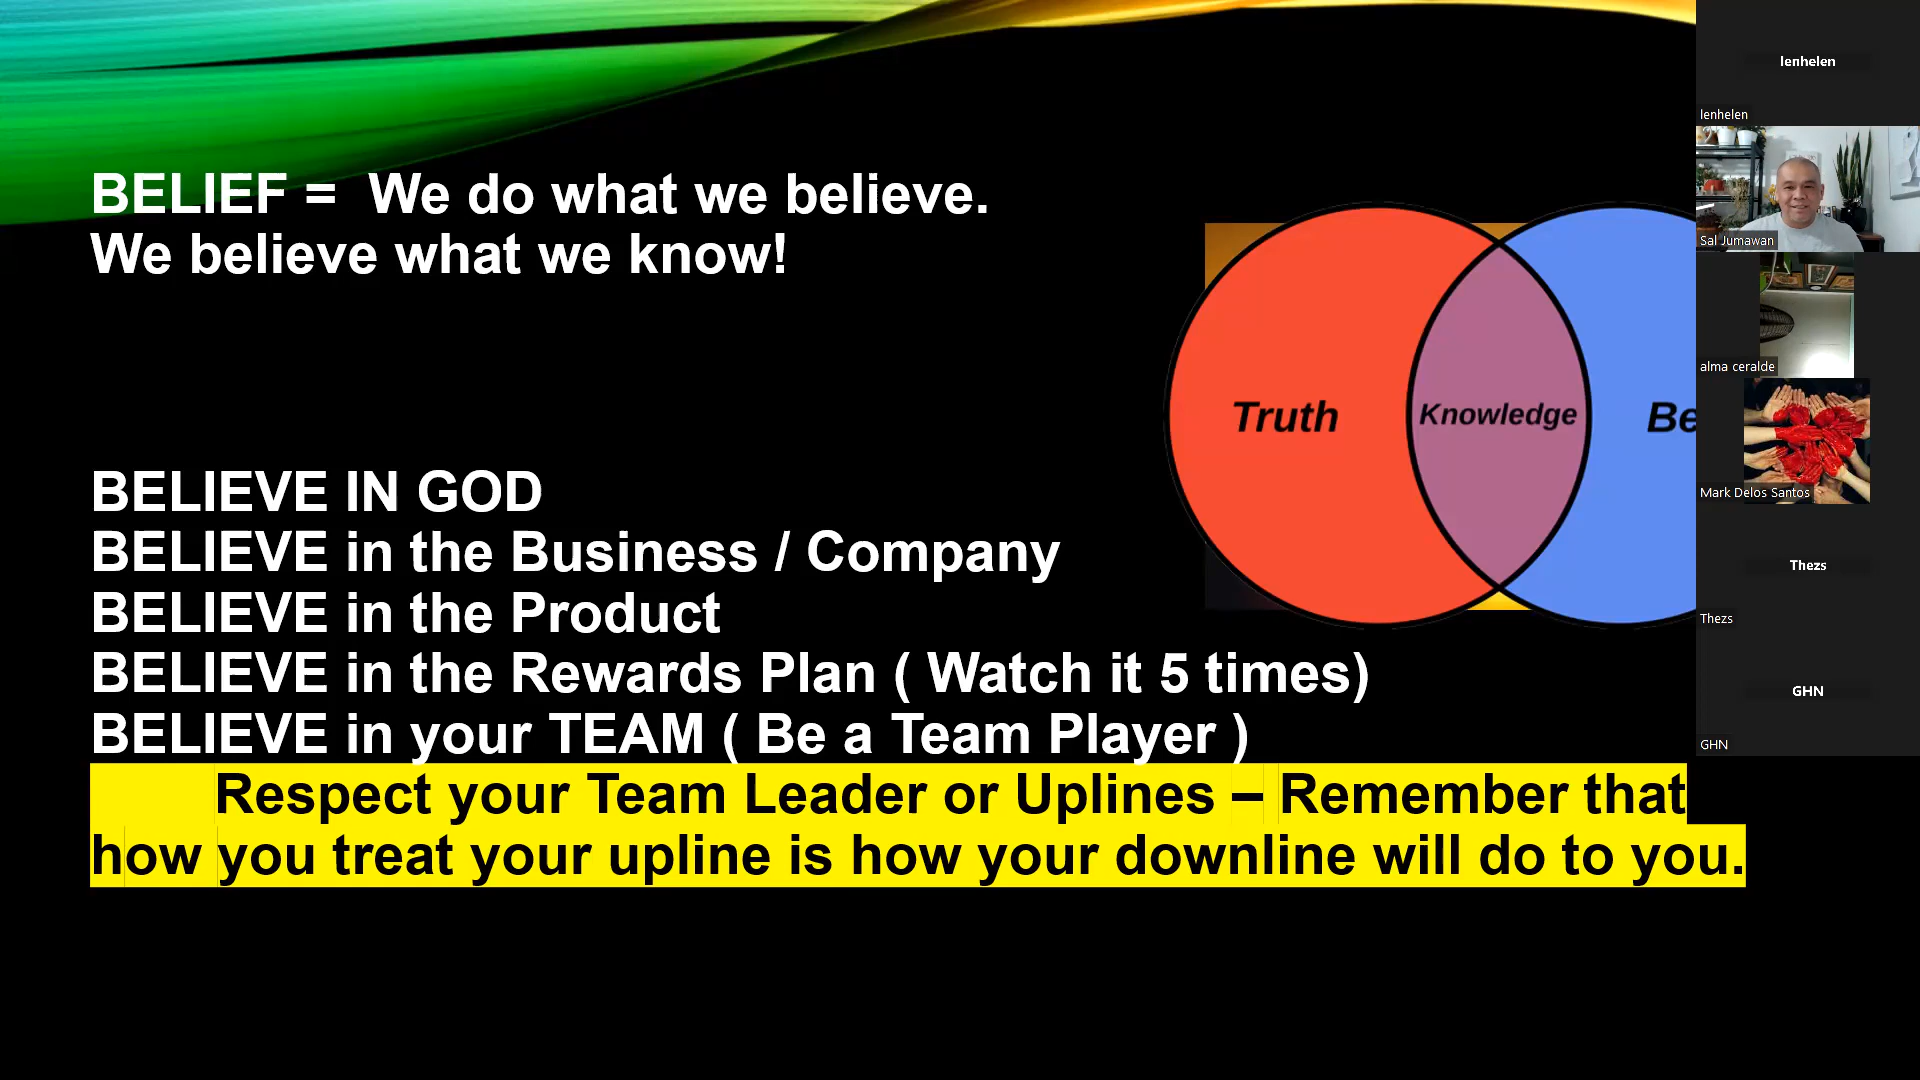 BELIEF = We do what we believe.
We believe what we know!
Truth
Knowledge
Be
BELIEVE IN GOD
BELIEVE in the Business / Company
BELIEVE in the Product
BELIEVE in the Rewards Plan ( Watch it 5 times)
BELIEVE in your TEAM ( Be a Team Player )
Respect your Team Leader or Uplines – Remember that
how you treat your upline is how your downline will do to you.
lenhelen
lenhelen
Sal Jumawan
alma ceralde
Mark Delos Santos
Thezs
Thezs
GHN
GHN